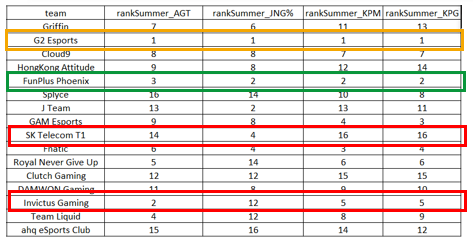 team rankSummer_AGT rankSummer_JNG% rankSummer_KPM rankSummer_KPG
Griffin 7 6 11 13
G2 Esports 1 1 1 1
Cloud9 8 8 7 7
HongKong Attitude 9 8 12 14
FunPlus Phoenix 3 2 2 2
Splyce 16 14 10 8
J Team 13 2 13 11
GAM Esports 9 8 4 3
SK Telecom T1 14 4 16 16
Fnatic 6 4 3 4
Royal Never Give Up 5 14 6 6
Clutch Gaming 12 12 15 15
DAMWON Gaming 11 8 9 10
Invictus Gaming 2 12 5 5
Team Liquid 4 12 8 9
ahq eSports Club 15 16 14 12